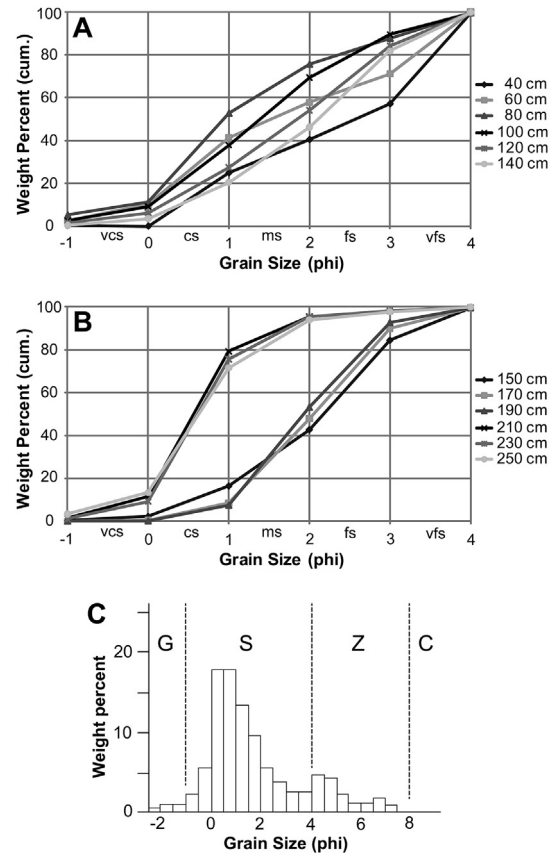 A
Weight Percent (cum.)
100
80
60
40
20
0
vcs
cs
ms
fs
vfs
-1
0
1
2
3
4
Grain Size (phi)
40 cm
60 cm
80 cm
100 cm
120 cm
140 cm
B
Weight Percent (cum.)
100
80
60
40
20
0
vcs
cs
ms
fs
vfs
-1
0
1
2
3
4
Grain Size (phi)
150 cm
170 cm
190 cm
210 cm
230 cm
250 cm
C
Weight percent
G
S
Z
C
20
10
0
-2
0
2
4
6
8
Grain Size (phi)